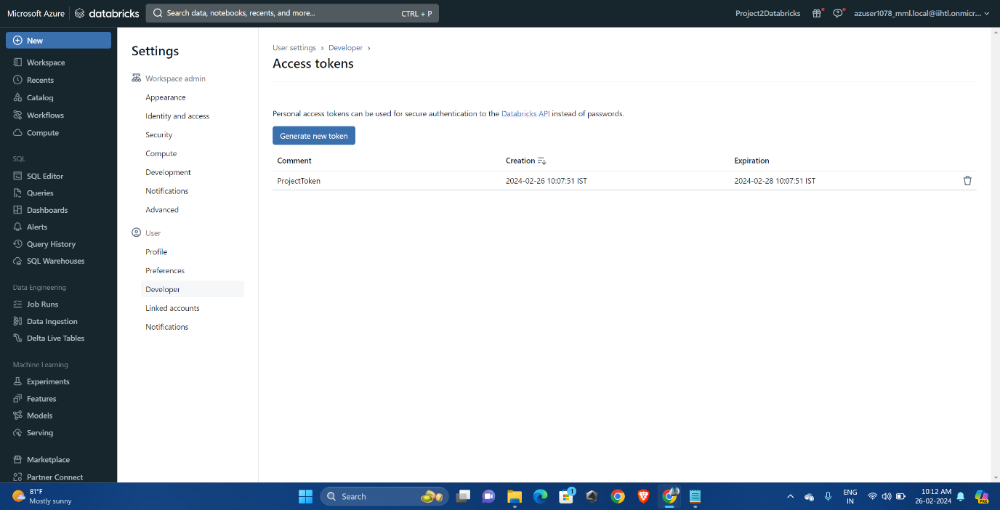 Microsoft Azure
databricks
Search data, notebooks, recents, and more...
CTRL + P
Project2Databricks
azuser1078_mml.local@iihtl.onmicr...
New
Workspace
Recents
Catalog
Workflows
Compute
SQL
SQL Editor
Queries
Dashboards
Alerts
Query History
SQL Warehouses
Data Engineering
Job Runs
Data Ingestion
Delta Live Tables
Machine Learning
Experiments
Features
Models
Serving
Marketplace
Partner Connect
Settings
Workspace admin
Appearance
Identity and access
Security
Compute
Development
Notifications
Advanced
User
Profile
Preferences
Developer
Linked accounts
Notifications
User settings > Developer >
Access tokens
Personal access tokens can be used for secure authentication to the Databricks API instead of passwords.
Generate new token
Comment Creation Expiration
ProjectToken 2024-02-26 10:07:51 IST 2024-02-28 10:07:51 IST
81°F
Mostly sunny
Search
1
ENG
IN
10:12 AM
26-02-2024
PRE